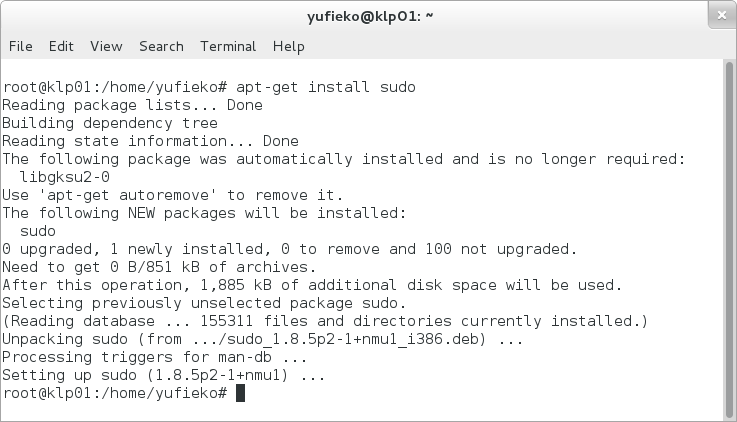 yufieko@klp01: ~
×
File Edit View Search Terminal Help
root@klp01:/home/yufieko# apt-get install sudo
Reading package lists... Done
Building dependency tree
Reading state information... Done
The following package was automatically installed and is no longer required:
  libgksu2-0
Use 'apt-get autoremove' to remove it.
The following NEW packages will be installed:
  sudo
0 upgraded, 1 newly installed, 0 to remove and 100 not upgraded.
Need to get 0 B/851 kB of archives.
After this operation, 1,885 kB of additional disk space will be used.
Selecting previously unselected package sudo.
(Reading database ... 155311 files and directories currently installed.)
Unpacking sudo (from .../sudo_1.8.5p2-1+nmu1_i386.deb) ...
Processing triggers for man-db ...
Setting up sudo (1.8.5p2-1+nmu1) ...
root@klp01:/home/yufieko#